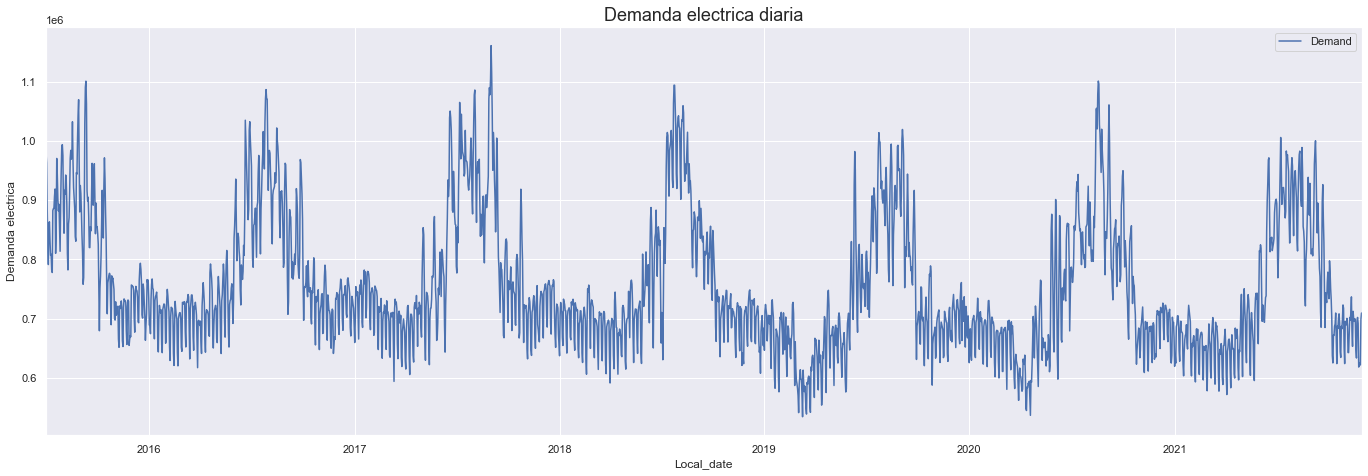 Demanda electrica diaria
1e6
Demand
1.1
1.0
0.9
0.8
0.7
0.6
Demanda electrica
2016
2017
2018
2019
2020
2021
Local_date